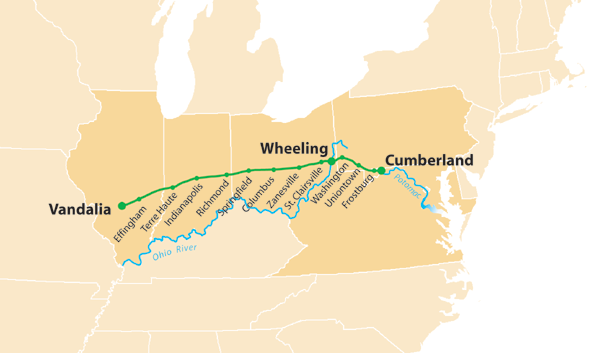 Wheeling
Cumberland
Vandalia
Effingham
Terre Haute
Indianapolis
Richmond
Springfield
Columbus
Zanesville
St. Clairsville
Washington
Uniontown
Frostburg
Potomac
Ohio River